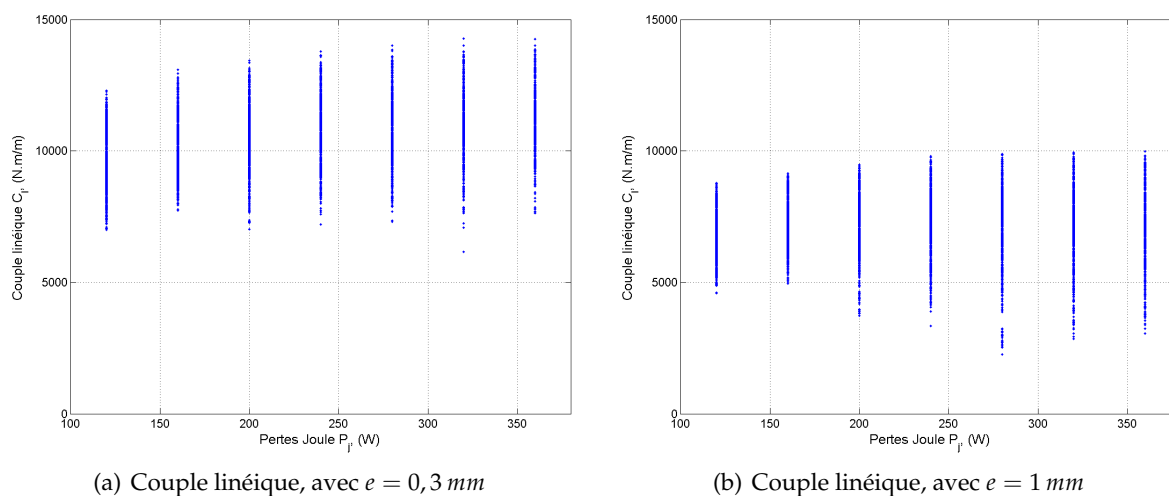 15000
10000
5000
0
Couple linéique C_l, (N.m/m)
100 150 200 250 300 350
Pertes Joule P_j, (W)
(a) Couple linéique, avec e = 0,3 mm
15000
10000
5000
0
Couple linéique C_l, (N.m/m)
100 150 200 250 300 350
Pertes Joule P_j, (W)
(b) Couple linéique, avec e = 1 mm